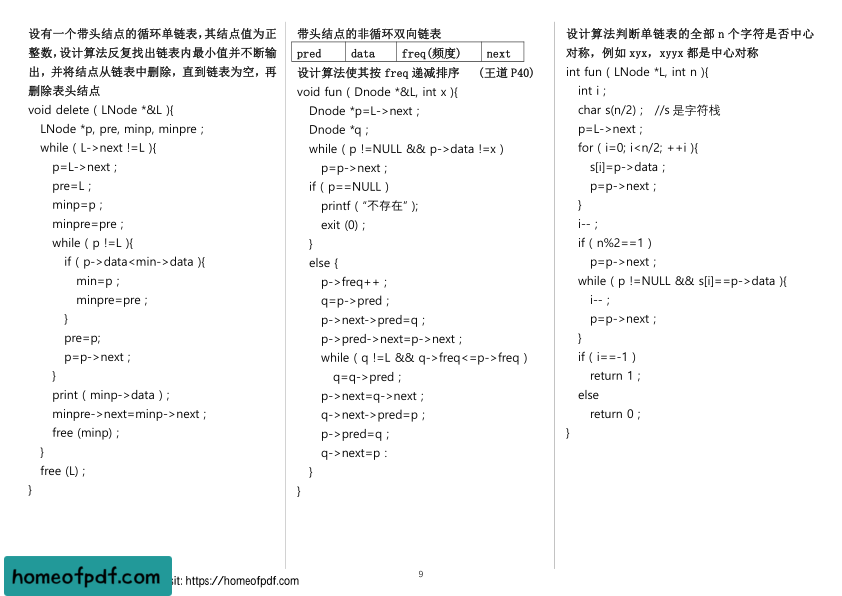 设有一个带头结点的循环单链表，其结点值为正
整数，设计算法反复找出链表内最小值并不断输
出，并将结点从链表中删除，直到链表为空，再
删除表头结点
void delete ( LNode *&L ){
LNode *p, pre, minp, minpre ;
while ( L->next !=L ){
p=L->next ;
pre=L ;
minp=p ;
minpre=pre ;
while ( p !=L ){
if ( p->data<min->data ){
min=p ;
minpre=pre ;
}
pre=p;
p=p->next ;
}
print ( minp->data ) ;
minpre->next=minp->next ;
free (minp) ;
}
free (L) ;
}
带头结点的非循环双向链表
pred data freq(频度) next
设计算法使其按 freq 递减排序 (王道 P40)
void fun ( Dnode *&L, int x ){
Dnode *p=L->next ;
Dnode *q ;
while ( p !=NULL && p->data !=x )
p=p->next ;
if ( p==NULL )
printf ( “不存在” );
exit (0) ;
}
else {
p->freq++ ;
q=p->pred ;
p->next->pred=q ;
p->pred->next=p->next ;
while ( q !=L && q->freq<=p->freq )
q=q->pred ;
p->next=q->next ;
q->next->pred=p ;
p->pred=q ;
q->next=p :
}
}
设计算法判断单链表的全部 n 个字符是否中心
对称，例如 xyx，xyyx 都是中心对称
int fun ( LNode *L, int n ){
int i ;
char s(n/2) ; //s 是字符栈
p=L->next ;
for ( i=0; i<n/2; ++i ){
s[i]=p->data ;
p=p->next ;
}
i-- ;
if ( n%2==1 )
p=p->next ;
while ( p !=NULL && s[i]==p->data ){
i-- ;
p=p->next ;
}
if ( i==-1 )
return 1 ;
else
return 0 ;
}
9
homeofpdf.com
sit: https://homeofpdf.com